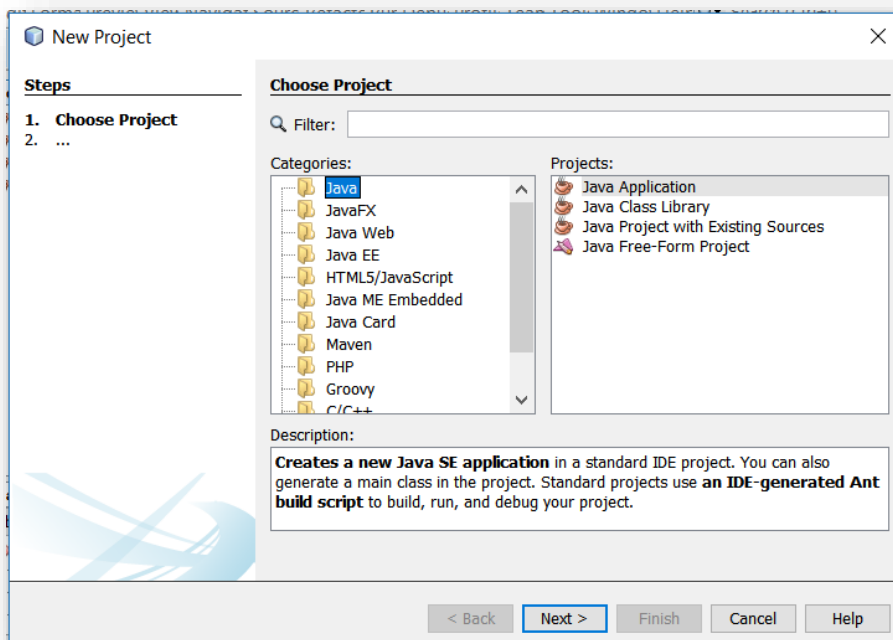 New Project
Steps
1. Choose Project
2. ...
Choose Project
Filter:
Categories:
Java
JavaFX
Java Web
Java EE
HTML5/JavaScript
Java ME Embedded
Java Card
Maven
PHP
Groovy
C/C++
Projects:
Java Application
Java Class Library
Java Project with Existing Sources
Java Free-Form Project
Description:
Creates a new Java SE application in a standard IDE project. You can also
generate a main class in the project. Standard projects use an IDE-generated Ant
build script to build, run, and debug your project.
< Back
Next >
Finish
Cancel
Help